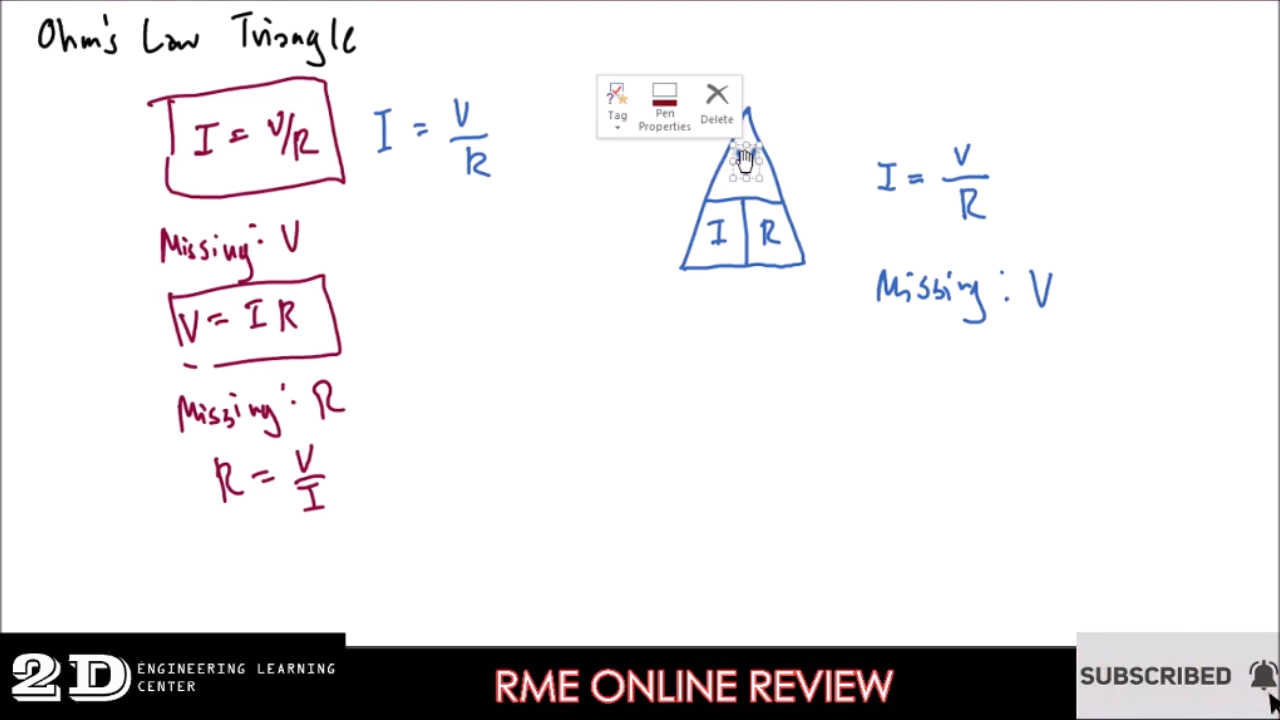 Ohm's Law Triangle
I = V/R
I = V/R
Missing: V
V = I R
Missing: R
R = V/I
Tag
Pen Properties
Delete
I R
I = V/R
Missing: V
2D ENGINEERING LEARNING
CENTER
RME ONLINE REVIEW
SUBSCRIBED